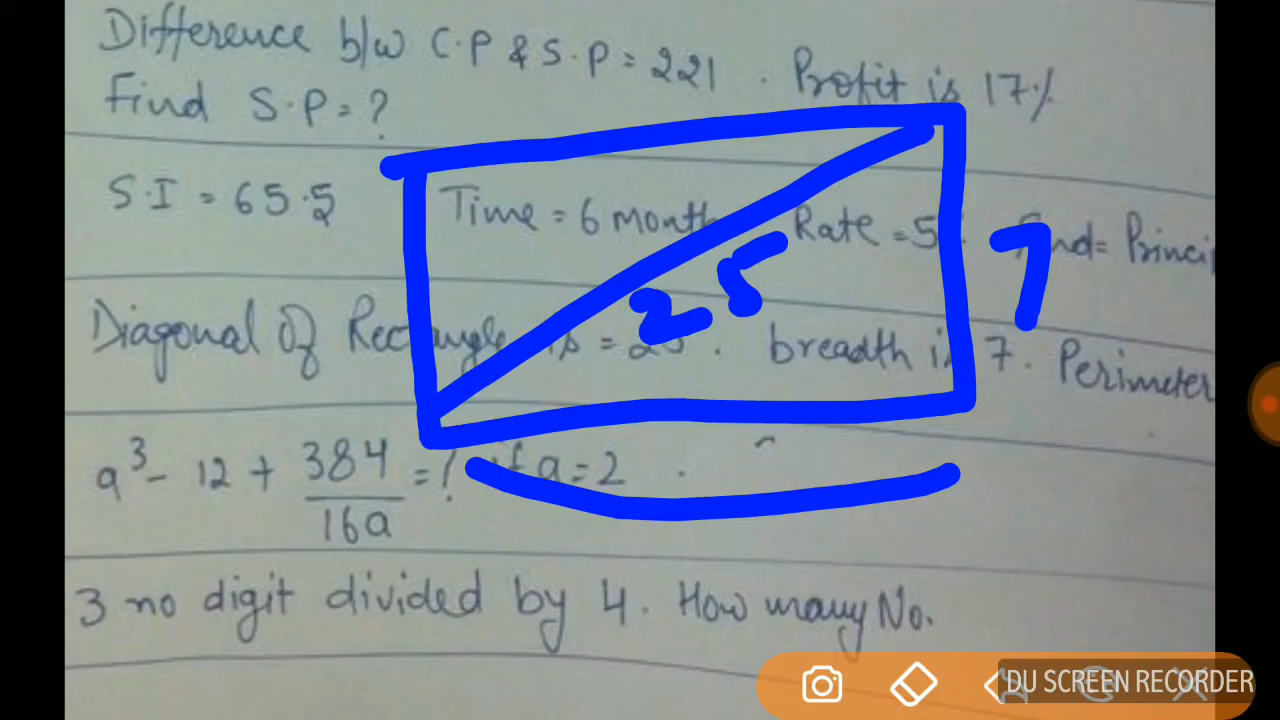 Difference b/w C.P & S.P = 221 . Profit is 17%
Find S.P = ?
S.I = 65.5 Time = 6 month Rate = 5% Find = Princi
Diagonal Of Rectangle is = 25 . breadth is 7. Perimeter
25
7
a³ - 12 + 384/16a = ? if a = 2 .
3 no digit divided by 4. How many No.
DU SCREEN RECORDER